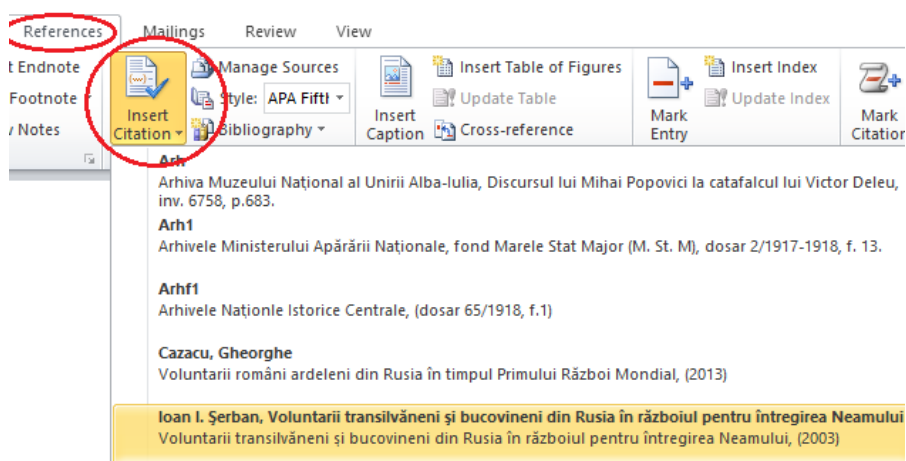 References Mailings Review View
t Endnote Manage Sources Insert Table of Figures Insert Index
Footnote Style: APA Fifth Update Table Update Index
Insert Insert Mark Mark
Notes Citation Bibliography Caption Cross-reference Entry Citation
Arh
Arhiva Muzeului Național al Unirii Alba-Iulia, Discursul lui Mihai Popovici la catafalcul lui Victor Deleu,
inv. 6758, p.683.
Arh1
Arhivele Ministerului Apărării Naționale, fond Marele Stat Major (M. St. M), dosar 2/1917-1918, f. 13.
Arhf1
Arhivele Naționle Istorice Centrale, (dosar 65/1918, f.1)
Cazacu, Gheorghe
Voluntarii români ardeleni din Rusia în timpul Primului Război Mondial, (2013)
Ioan I. Şerban, Voluntarii transilvăneni şi bucovineni din Rusia în războiul pentru întregirea Neamului
Voluntarii transilvăneni și bucovineni din Rusia în războiul pentru întregirea Neamului, (2003)